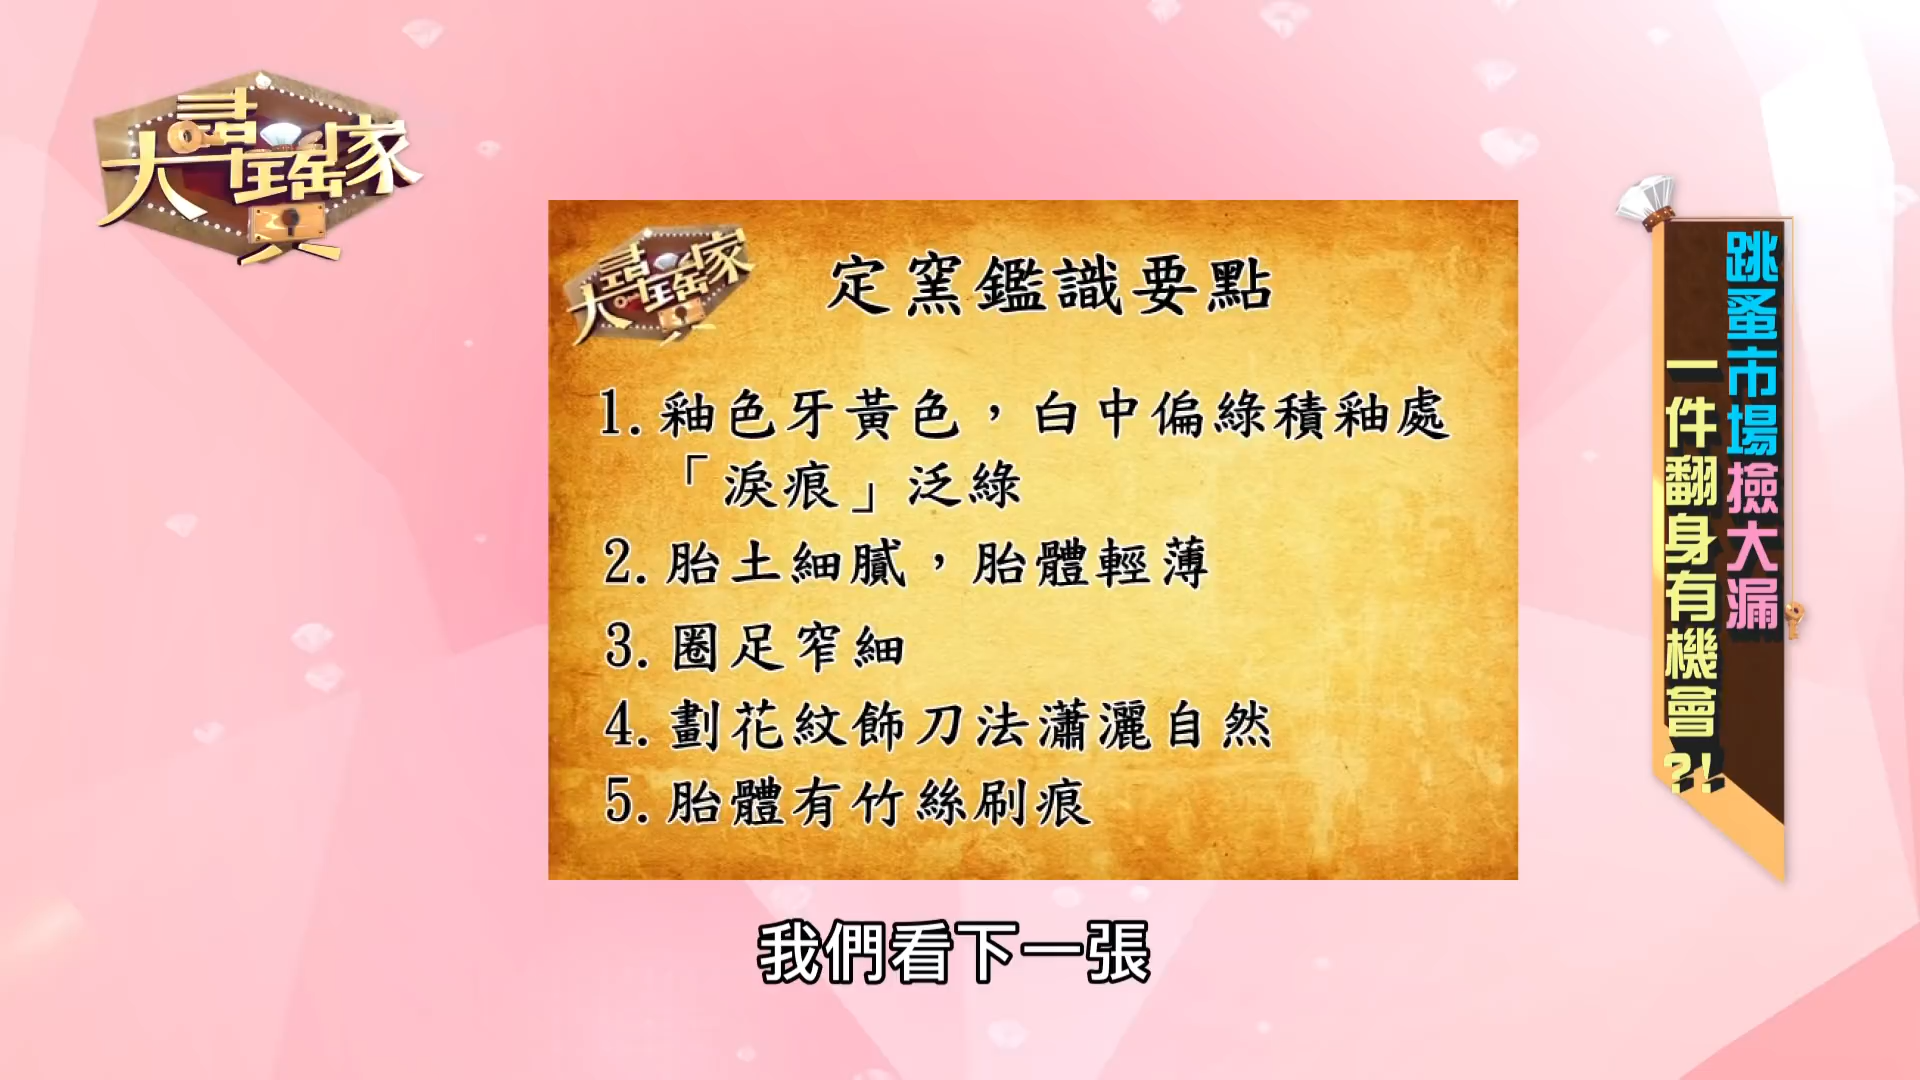 大尋寶家
大尋寶家
定窯鑑識要點
1.釉色牙黃色，白中偏綠積釉處
「淚痕」泛綠
2.胎土細膩，胎體輕薄
3.圈足窄細
4.劃花紋飾刀法瀟灑自然
5.胎體有竹絲刷痕
跳蚤市場撿大漏
一件翻身有機會?!
我們看下一張